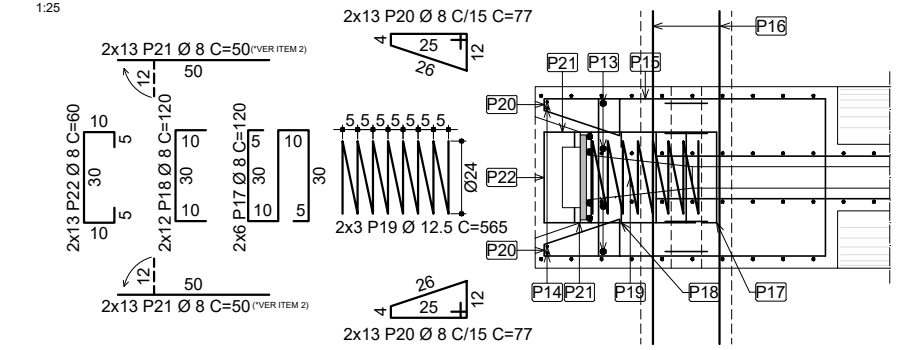 1:25
2x13 P20 Ø 8 C/15 C=77
4
25
12
26
2x13 P21 Ø 8 C=50(*VER ITEM 2)
12
50
2x13 P22 Ø 8 C=60
10
5
30
5
10
2x12 P18 Ø 8 C=120
10
30
10
2x6 P17 Ø 8 C=120
5
30
10
10
30
5
5 5 5 5 5 5 5
Ø24
2x3 P19 Ø 12.5 C=565
12
50
2x13 P21 Ø 8 C=50(*VER ITEM 2)
26
4
25
12
2x13 P20 Ø 8 C/15 C=77
P16
P21
P13
P15
P20
P22
P20
P14
P21
P19
P18
P17